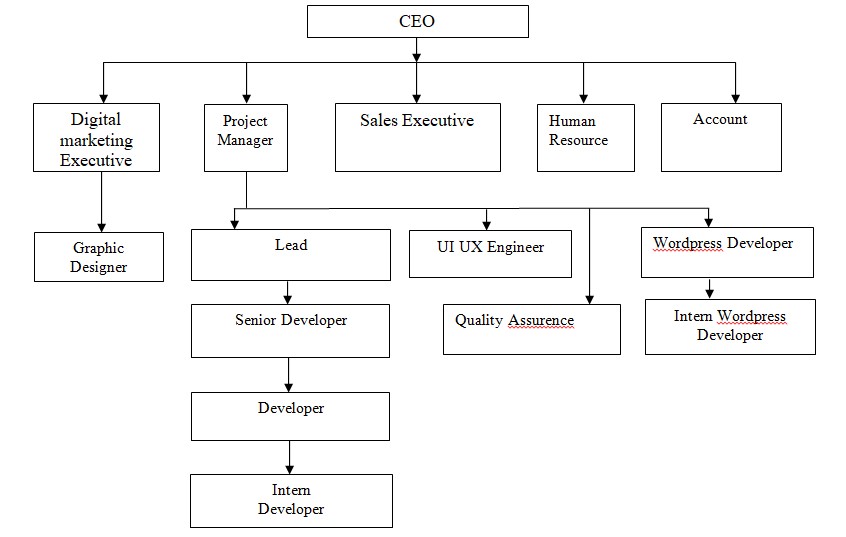 CEO
Digital
marketing
Executive
Project
Manager
Sales Executive
Human
Resource
Account
Graphic
Designer
Lead
UI UX Engineer
Wordpress Developer
Senior Developer
Quality Assurence
Intern Wordpress
Developer
Developer
Intern
Developer